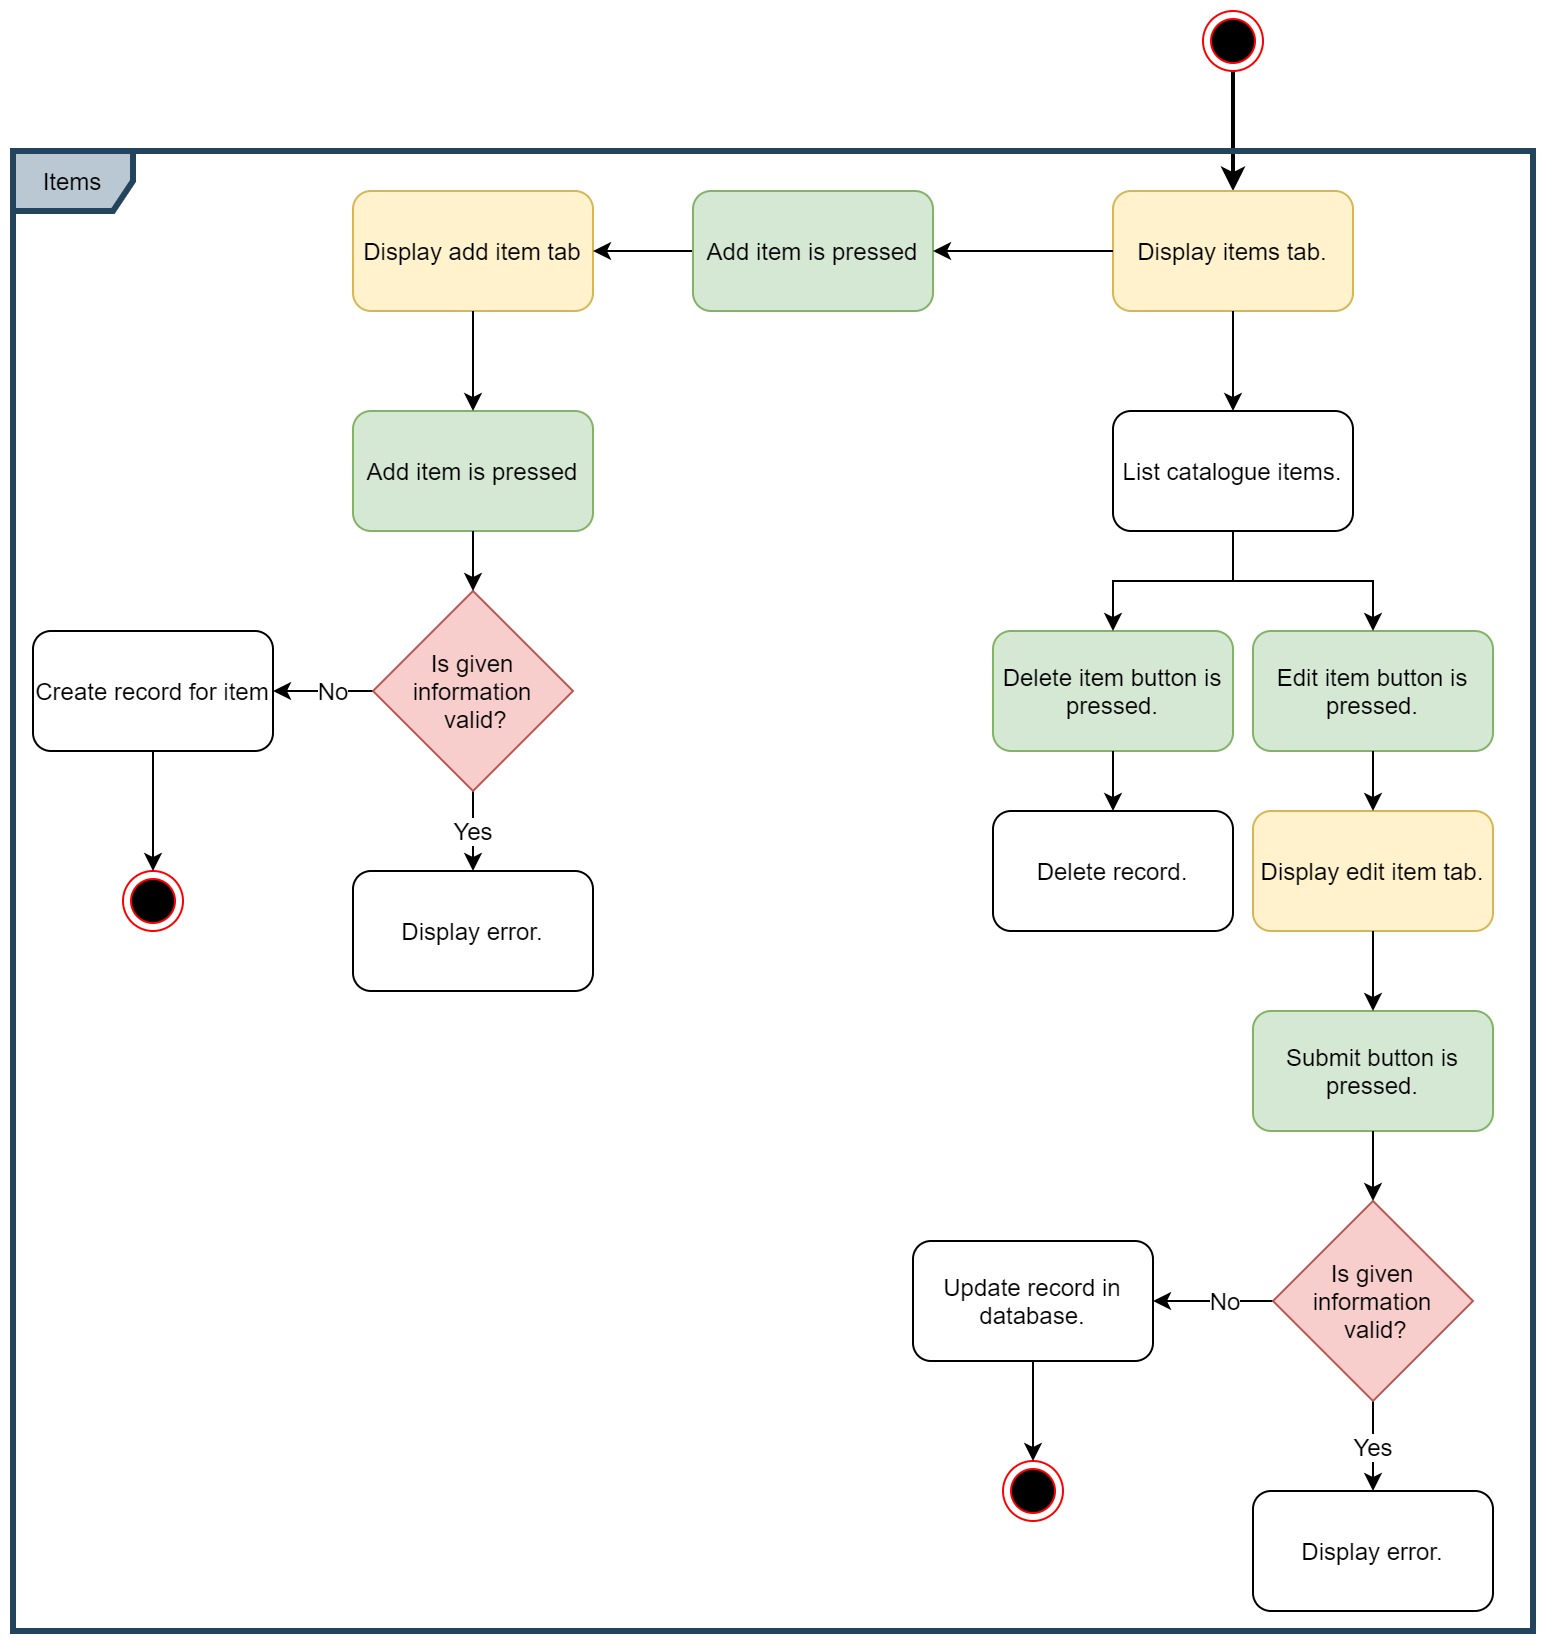 Items
Display add item tab
Add item is pressed
Display items tab.
Add item is pressed
List catalogue items.
Create record for item
No
Is given
information
valid?
Delete item button is
pressed.
Edit item button is
pressed.
Yes
Display error.
Delete record.
Display edit item tab.
Submit button is
pressed.
Update record in
database.
No
Is given
information
valid?
Yes
Display error.